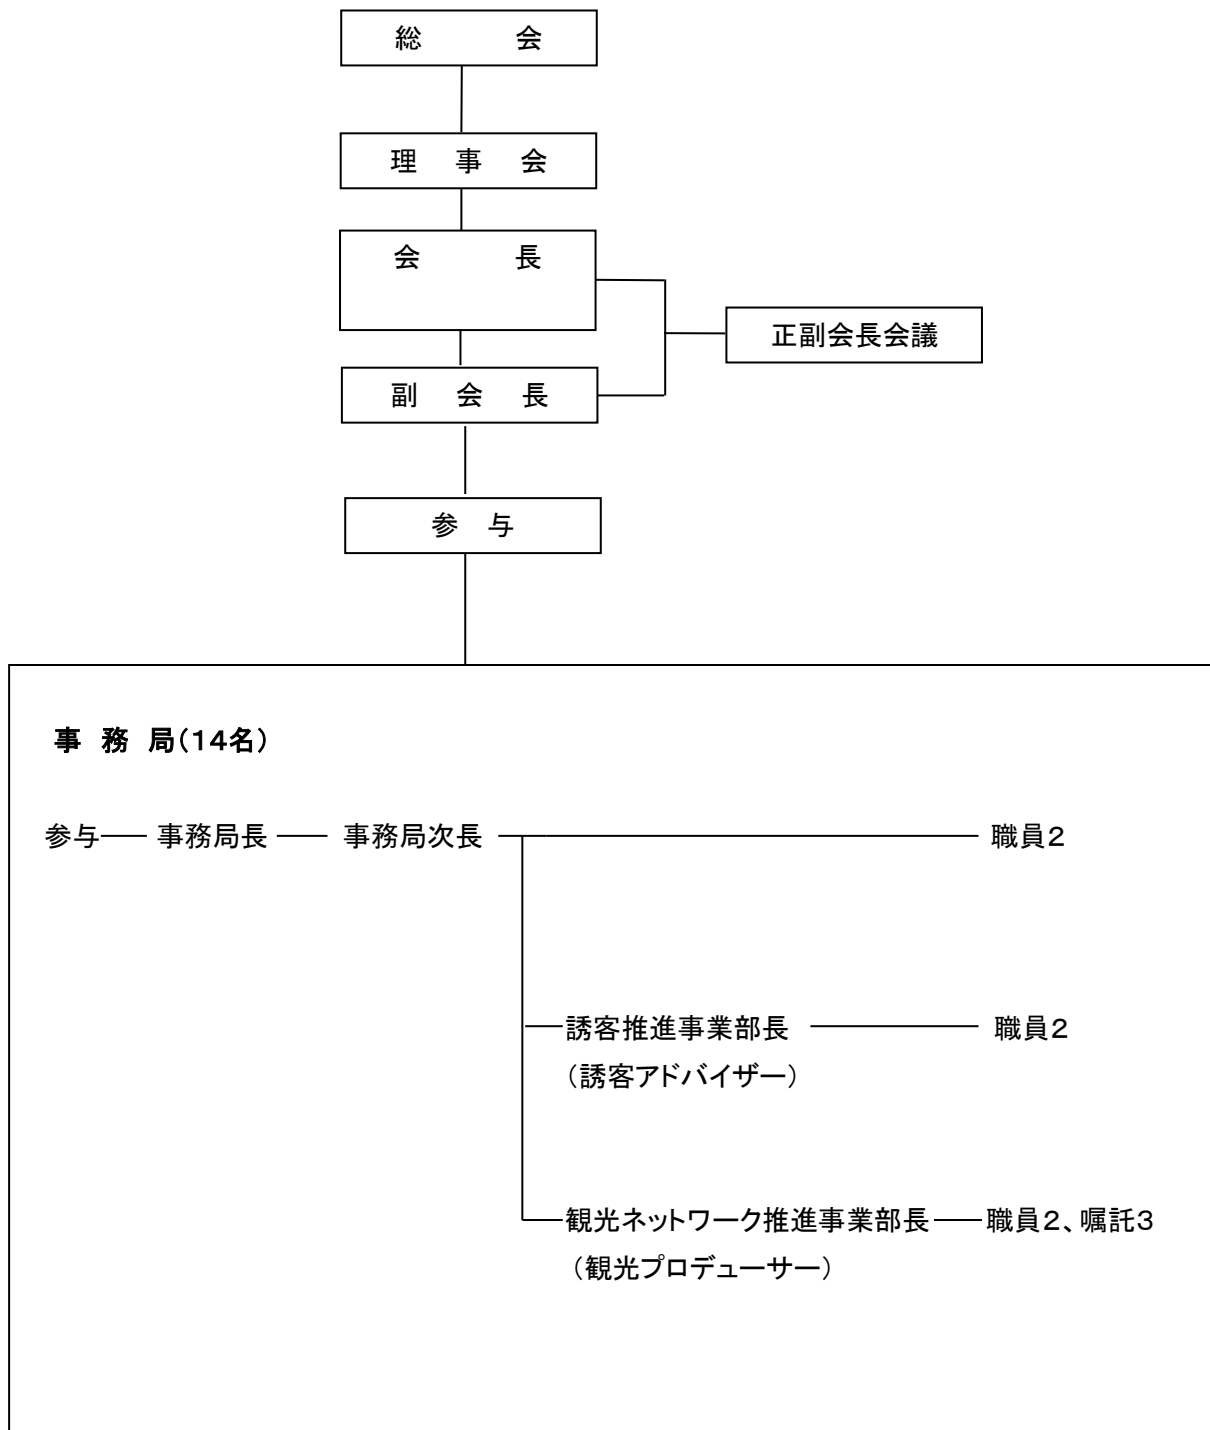 総　会
理　事　会
会　長
正副会長会議
副　会　長
参　与
事　務　局（１４名）
参与 事務局長 事務局次長 職員２
誘客推進事業部長 職員２
（誘客アドバイザー）
観光ネットワーク推進事業部長 職員２、嘱託３
（観光プロデューサー）